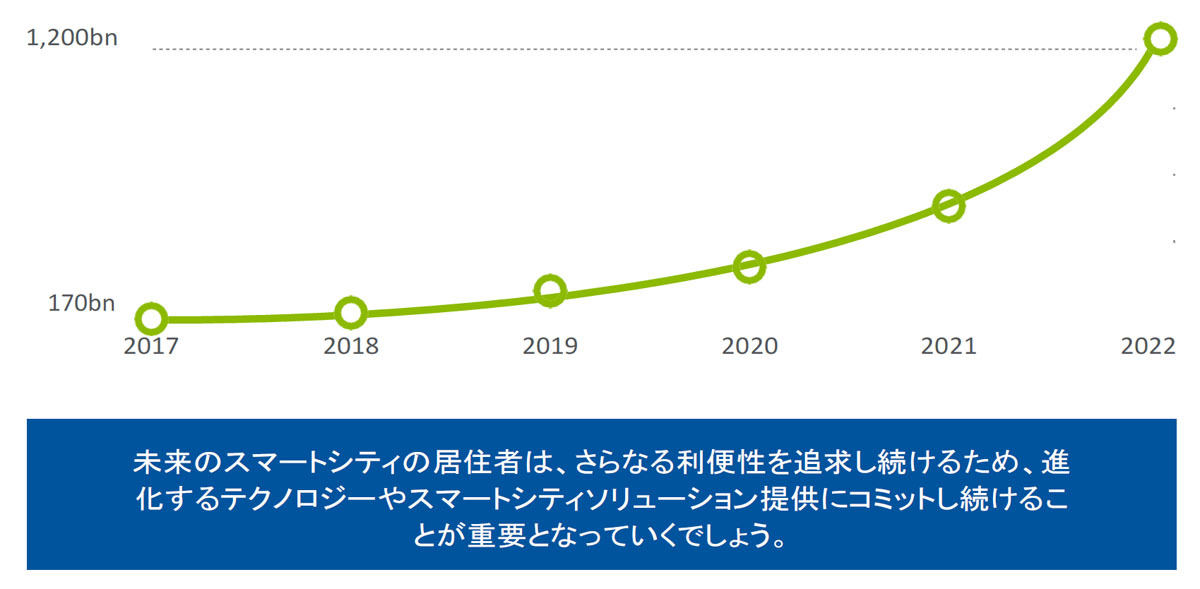 1,200bn
170bn
2017 2018 2019 2020 2021 2022
未来のスマートシティの居住者は、さらなる利便性を追求し続けるため、進
化するテクノロジーやスマートシティソリューション提供にコミットし続けるこ
とが重要となっていくでしょう。